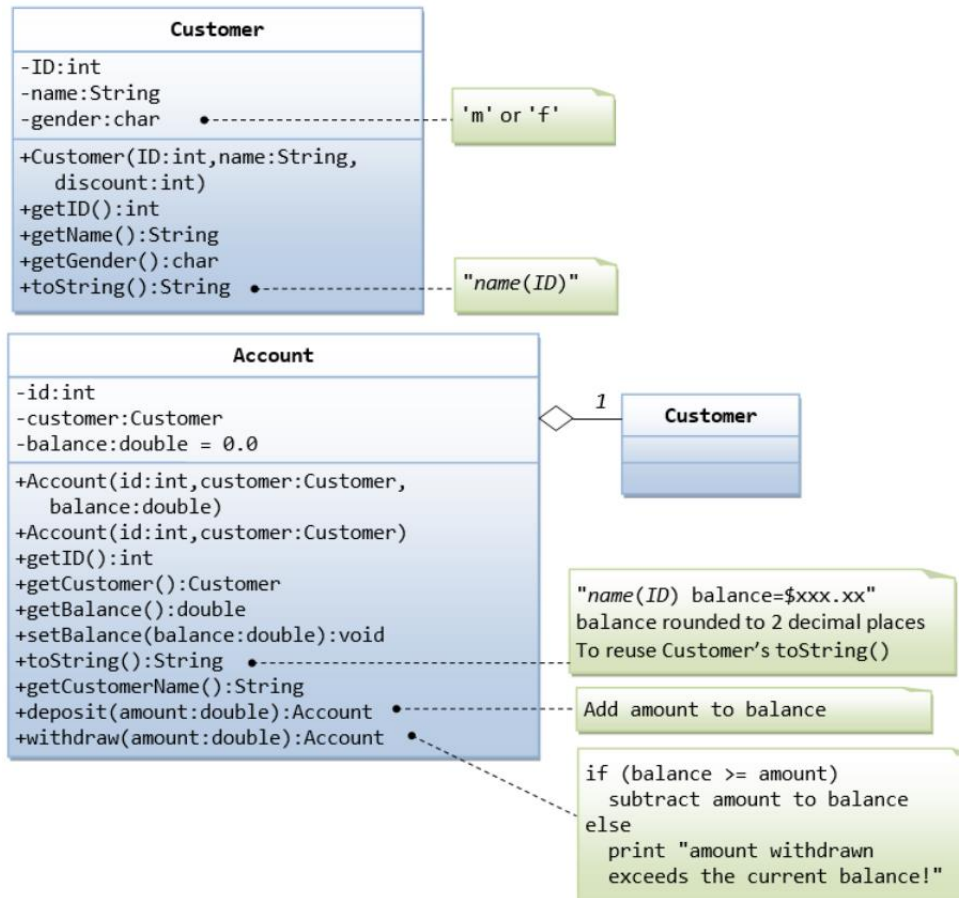 Customer
-ID:int
-name:String
-gender:char
'm' or 'f'
+Customer(ID:int,name:String,
discount:int)
+getID():int
+getName():String
+getGender():char
+toString():String
"name(ID)"
Account
-id:int
-customer:Customer
-balance:double = 0.0
1
Customer
+Account(id:int,customer:Customer,
balance:double)
+Account(id:int,customer:Customer)
+getID():int
+getCustomer():Customer
+getBalance():double
+setBalance(balance:double):void
+toString():String
+getCustomerName():String
+deposit(amount:double):Account
+withdraw(amount:double):Account
"name(ID) balance=$xxx.xx"
balance rounded to 2 decimal places
To reuse Customer's toString()
Add amount to balance
if (balance >= amount)
subtract amount to balance
else
print "amount withdrawn
exceeds the current balance!"